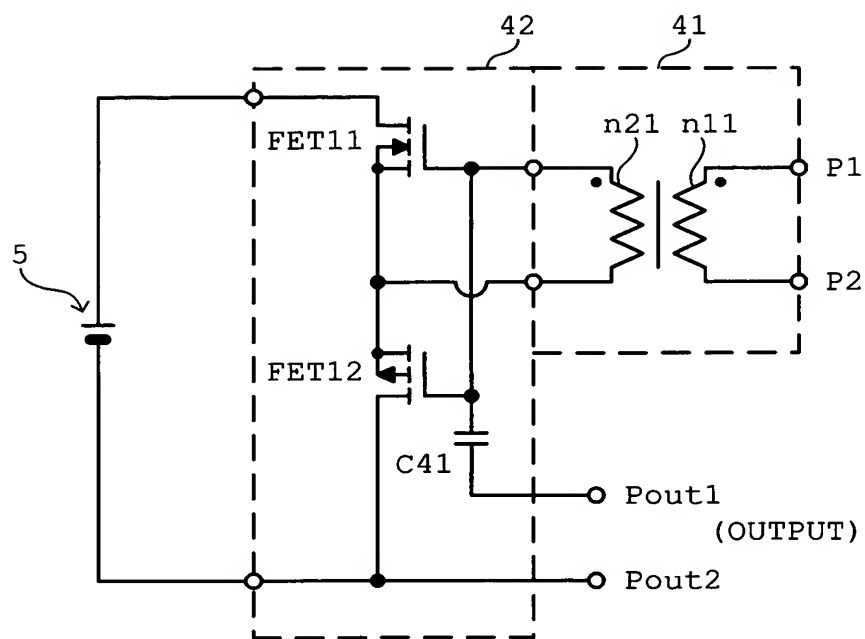 42
41
n21
n11
FET11
P1
5
P2
FET12
C41
Pout1
(OUTPUT)
Pout2